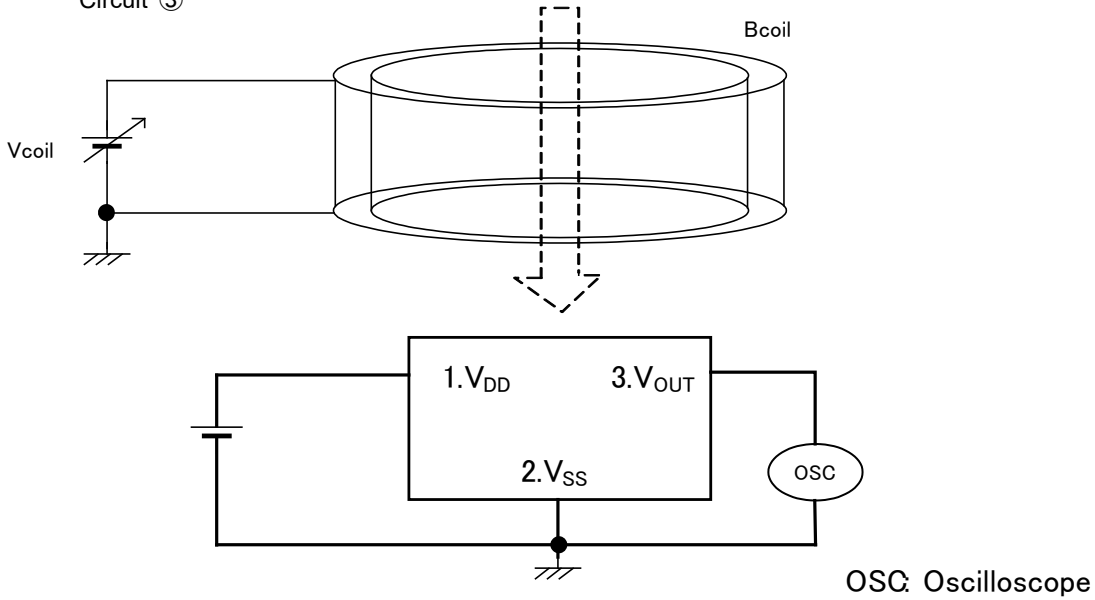 Circuit ③
Bcoil
Vcoil
1.VDD
3.VOUT
2.VSS
OSC
OSC: Oscilloscope